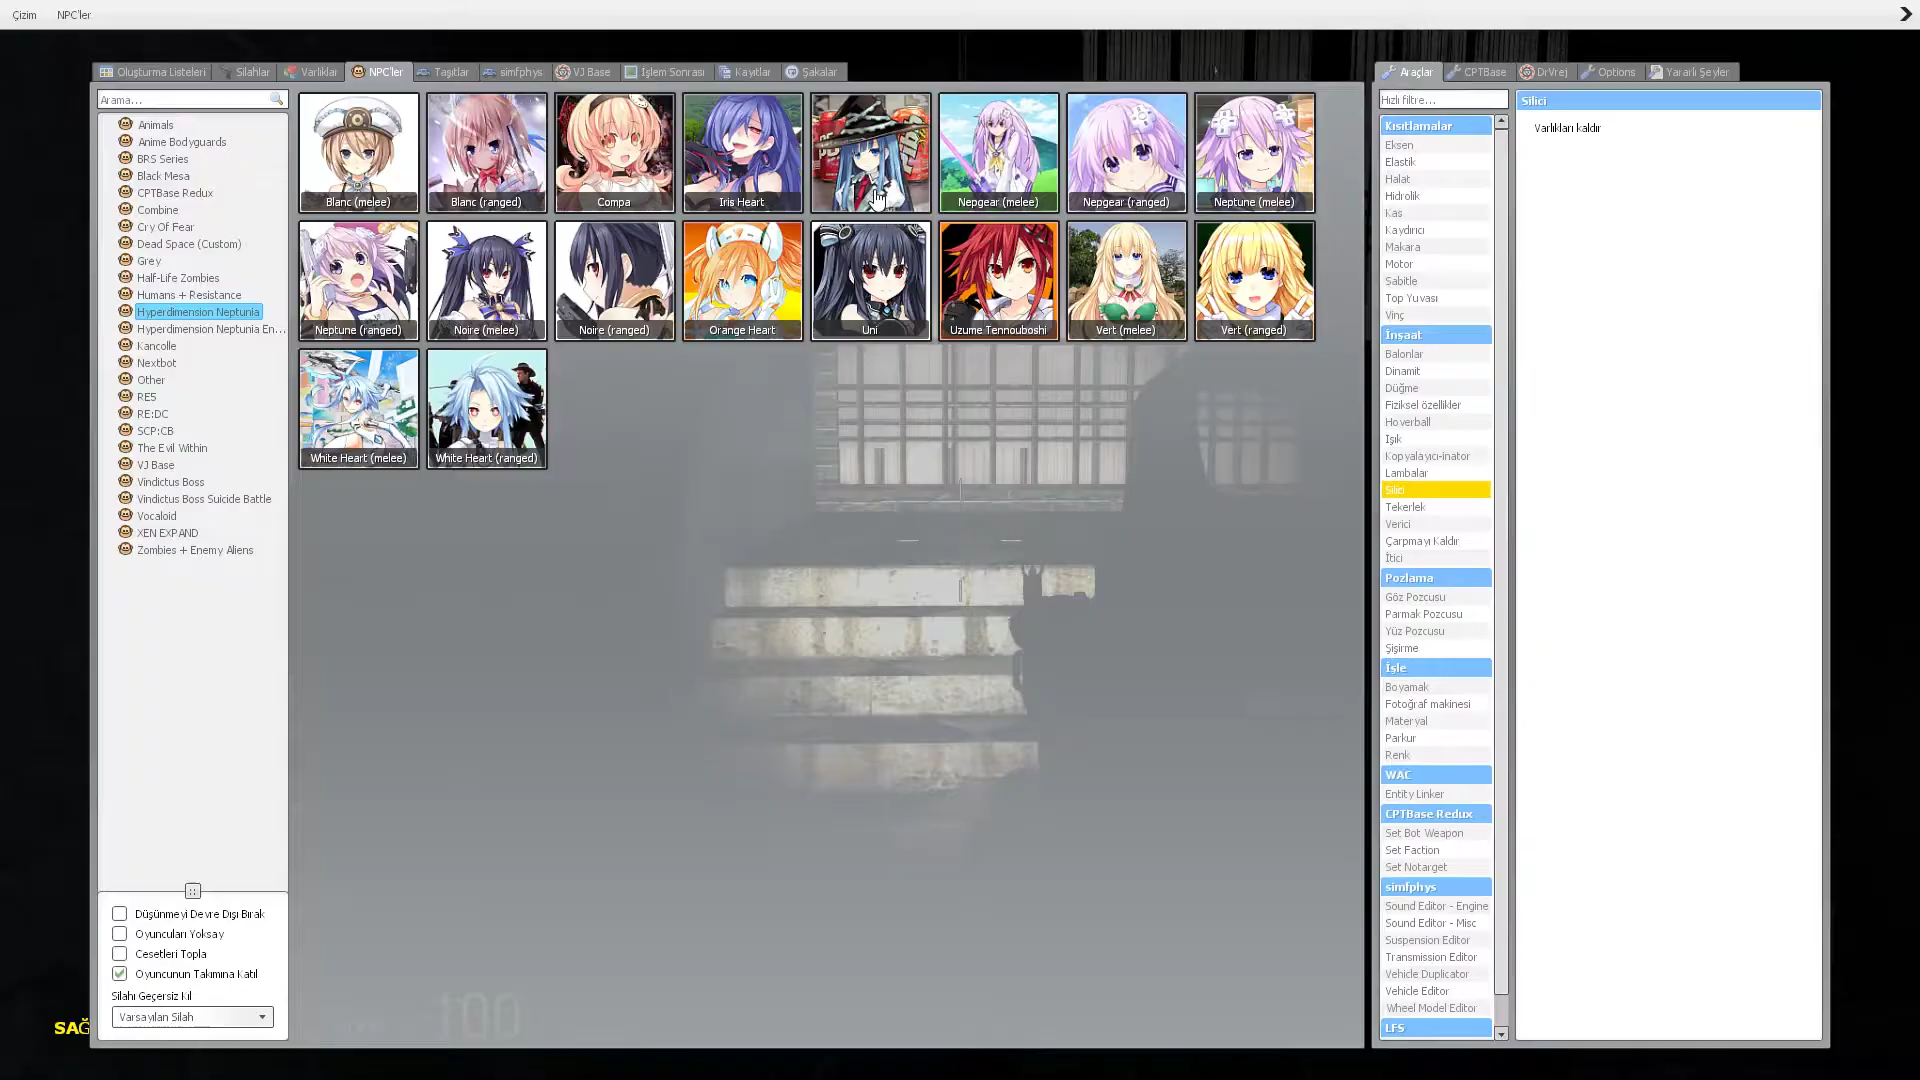 Çizim NPC'ler
Oluşturma Listeleri Silahlar Varlıklar NPC'ler Taşıtlar simfphys VJ Base İşlem Sonrası Kayıtlar Şakalar
Araçlar CPTBase DrVrej Options Yararlı Şeyler
Arama...
Animals
Anime Bodyguards
BRS Series
Black Mesa
CPTBase Redux
Combine
Cry Of Fear
Dead Space (Custom)
Grey
Half-Life Zombies
Humans + Resistance
Hyperdimension Neptunia
Hyperdimension Neptunia En...
Kancolle
Nextbot
Other
RE5
RE:DC
SCP:CB
The Evil Within
VJ Base
Vindictus Boss
Vindictus Boss Suicide Battle
Vocaloid
XEN EXPAND
Zombies + Enemy Aliens
Düşünmeyi Devre Dışı Bırak
Oyuncuları Yoksay
Cesetleri Topla
Oyuncunun Takımına Katıl
Silahı Geçersiz Kıl
Varsayılan Silah
SAĞ
Blanc (melee) Blanc (ranged) Compa Iris Heart Nepgear (melee) Nepgear (ranged) Neptune (melee)
Neptune (ranged) Noire (melee) Noire (ranged) Orange Heart Uni Uzume Tennouboshi Vert (melee) Vert (ranged)
White Heart (melee) White Heart (ranged)
100
Hızlı filtre...
Kısıtlamalar
Eksen
Elastik
Halat
Hidrolik
Kas
Kaydırıcı
Makara
Motor
Sabitle
Top Yuvası
Vinç
İnşaat
Balonlar
Dinamit
Düğme
Fiziksel özellikler
Hoverball
Işık
Kopyalayıcı-inator
Lambalar
Silici
Tekerlek
Verici
Çarpmayı Kaldır
İtici
Pozlama
Göz Pozcusu
Parmak Pozcusu
Yüz Pozcusu
Şişirme
İşle
Boyamak
Fotoğraf makinesi
Materyal
Parkur
Renk
WAC
Entity Linker
CPTBase Redux
Set Bot Weapon
Set Faction
Set Notarget
simfphys
Sound Editor - Engine
Sound Editor - Misc
Suspension Editor
Transmission Editor
Vehicle Duplicator
Vehicle Editor
Wheel Model Editor
LFS
Silici
Varlıkları kaldır